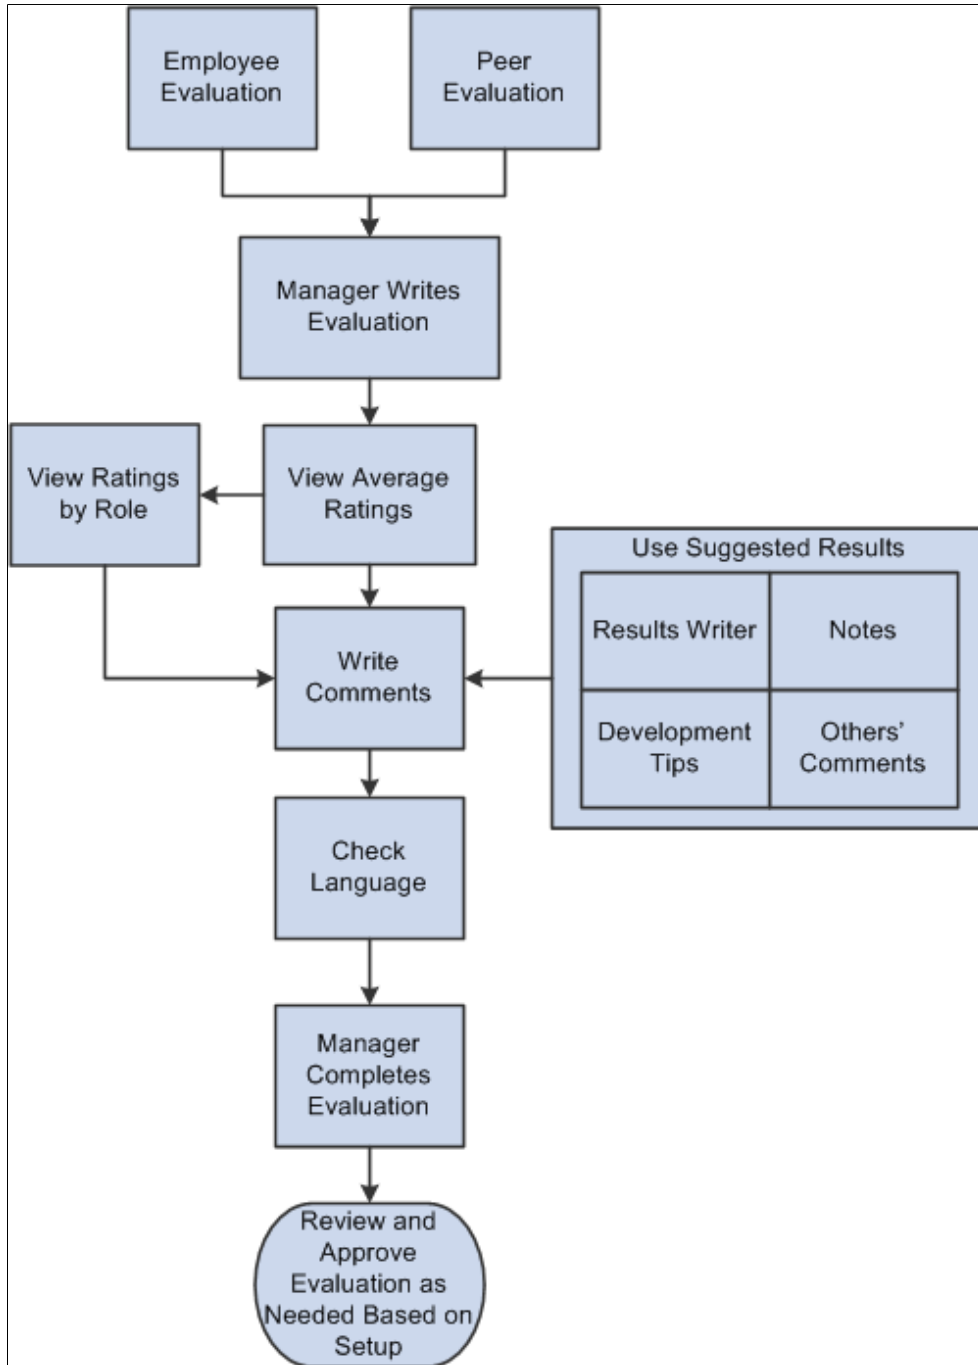 Employee
Evaluation
Peer
Evaluation
Manager Writes
Evaluation
View Ratings
by Role
View Average
Ratings
Use Suggested Results
Results Writer
Notes
Development
Tips
Others’
Comments
Write
Comments
Check
Language
Manager
Completes
Evaluation
Review and
Approve
Evaluation as
Needed Based on
Setup